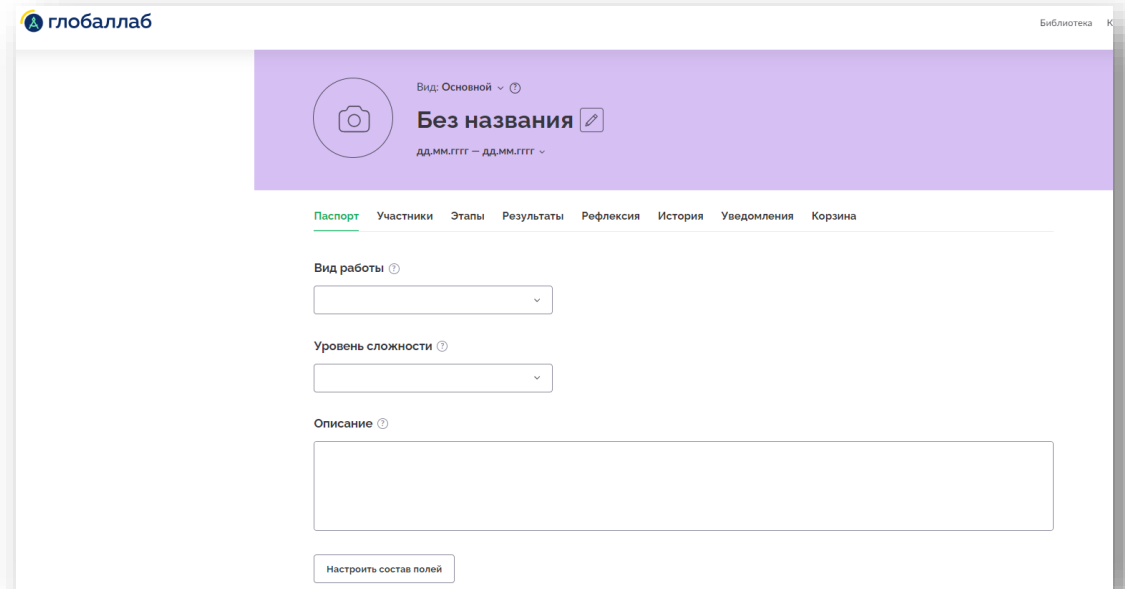 глобаллаб
Библиотека К
Вид: Основной
Без названия
дд.мм.гггг — дд.мм.гггг
Паспорт Участники Этапы Результаты Рефлексия История Уведомления Корзина
Вид работы
Уровень сложности
Описание
Настроить состав полей